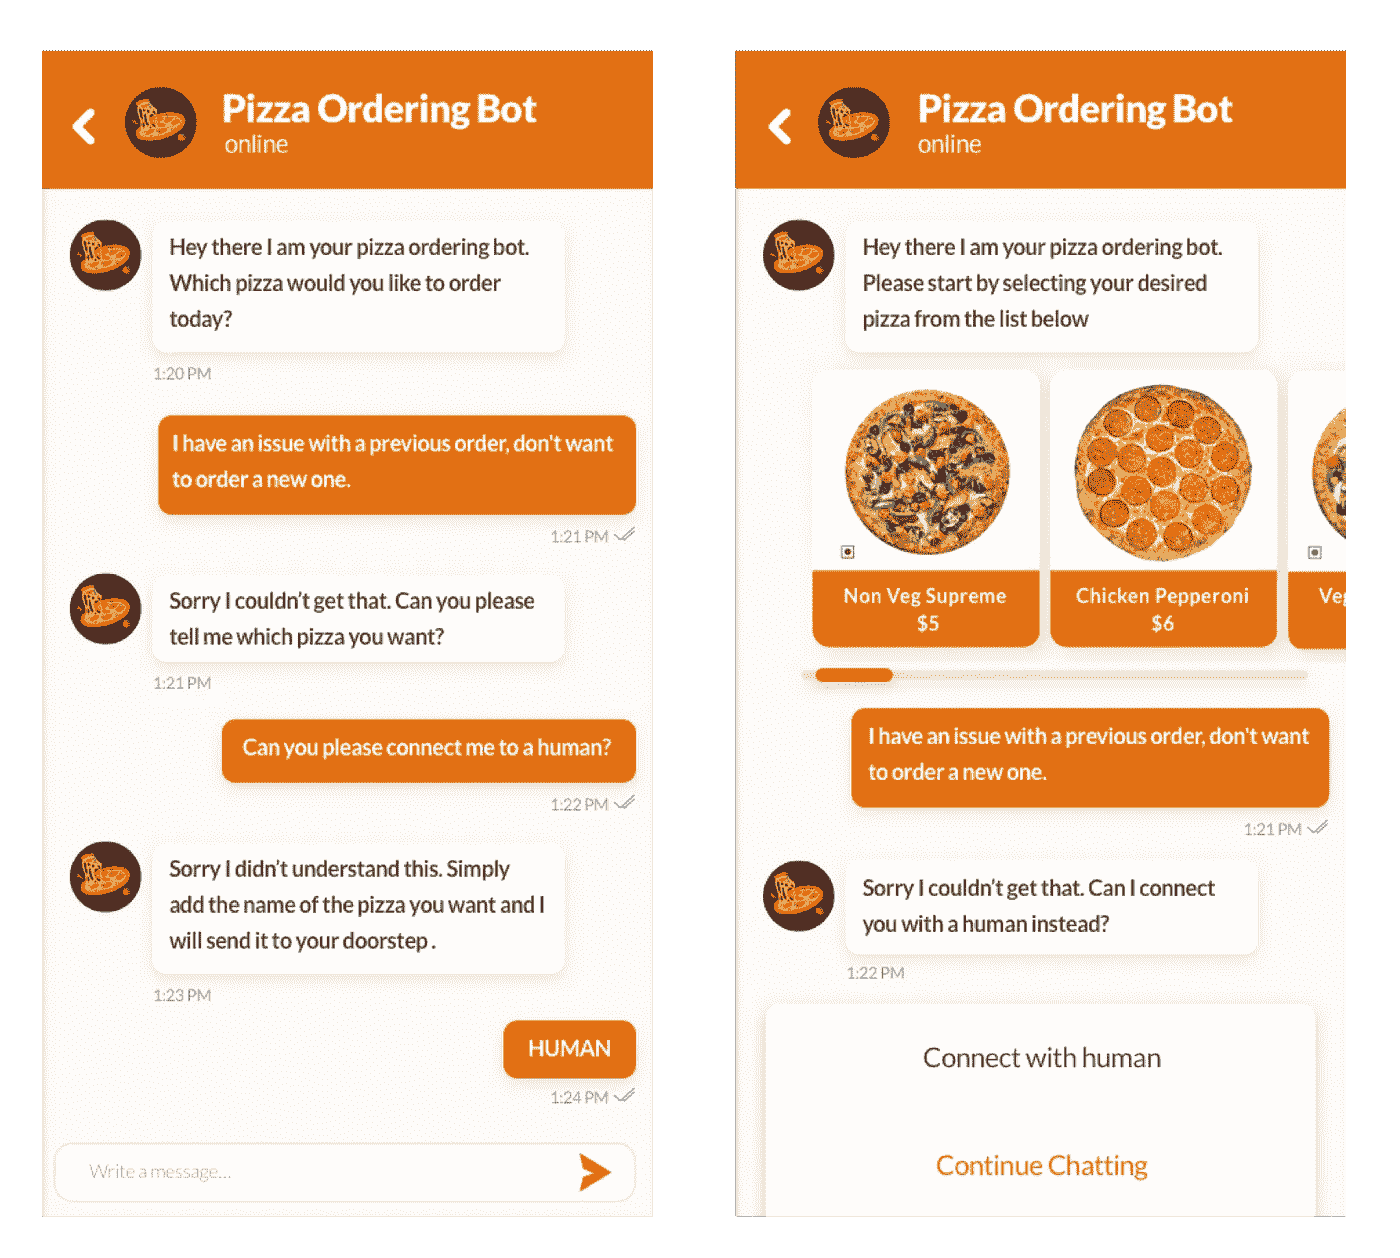 Pizza Ordering Bot
online
Hey there I am your pizza ordering bot.
Which pizza would you like to order
today?
1:20 PM
I have an issue with a previous order, don't want
to order a new one.
1:21 PM
Sorry I couldn't get that. Can you please
tell me which pizza you want?
1:21 PM
Can you please connect me to a human?
1:22 PM
Sorry I didn't understand this. Simply
add the name of the pizza you want and I
will send it to your doorstep .
1:23 PM
HUMAN
1:24 PM
Write a message...
Pizza Ordering Bot
online
Hey there I am your pizza ordering bot.
Please start by selecting your desired
pizza from the list below
Non Veg Supreme
$5
Chicken Pepperoni
$6
I have an issue with a previous order, don't want
to order a new one.
1:21 PM
Sorry I couldn't get that. Can I connect
you with a human instead?
1:22 PM
Connect with human
Continue Chatting